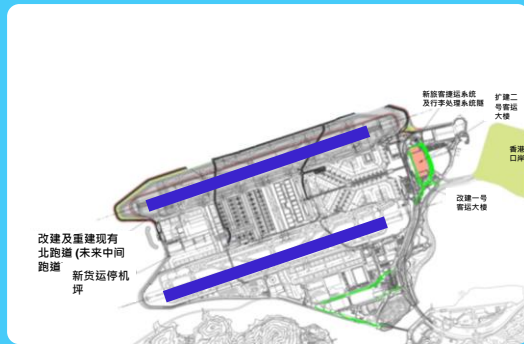 新旅客捷运系统
及行李处理系统隧
扩建二
号客运
大楼
香港
口岸
改建一号
客运大楼
改建及重建现有
北跑道 (未来中间
跑道
新货运停机
坪